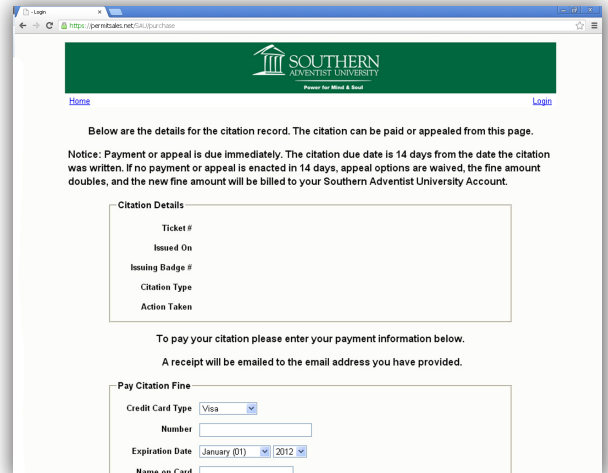 - Login
https://permitsales.net/SAU/purchase
SOUTHERN
ADVENTIST UNIVERSITY
Power for Mind & Soul
Home Login
Below are the details for the citation record. The citation can be paid or appealed from this page.
Notice: Payment or appeal is due immediately. The citation due date is 14 days from the date the citation
was written. If no payment or appeal is enacted in 14 days, appeal options are waived, the fine amount
doubles, and the new fine amount will be billed to your Southern Adventist University Account.
Citation Details
Ticket #
Issued On
Issuing Badge #
Citation Type
Action Taken
To pay your citation please enter your payment information below.
A receipt will be emailed to the email address you have provided.
Pay Citation Fine
Credit Card Type Visa
Number
Expiration Date January (01) 2012
Name on Card